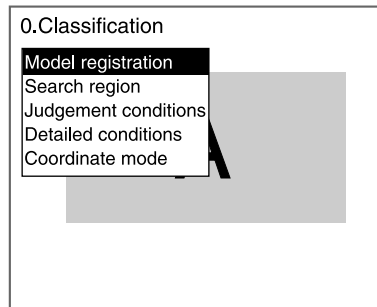 0.Classification
Model registration
Search region
Judgement conditions
Detailed conditions
Coordinate mode
A